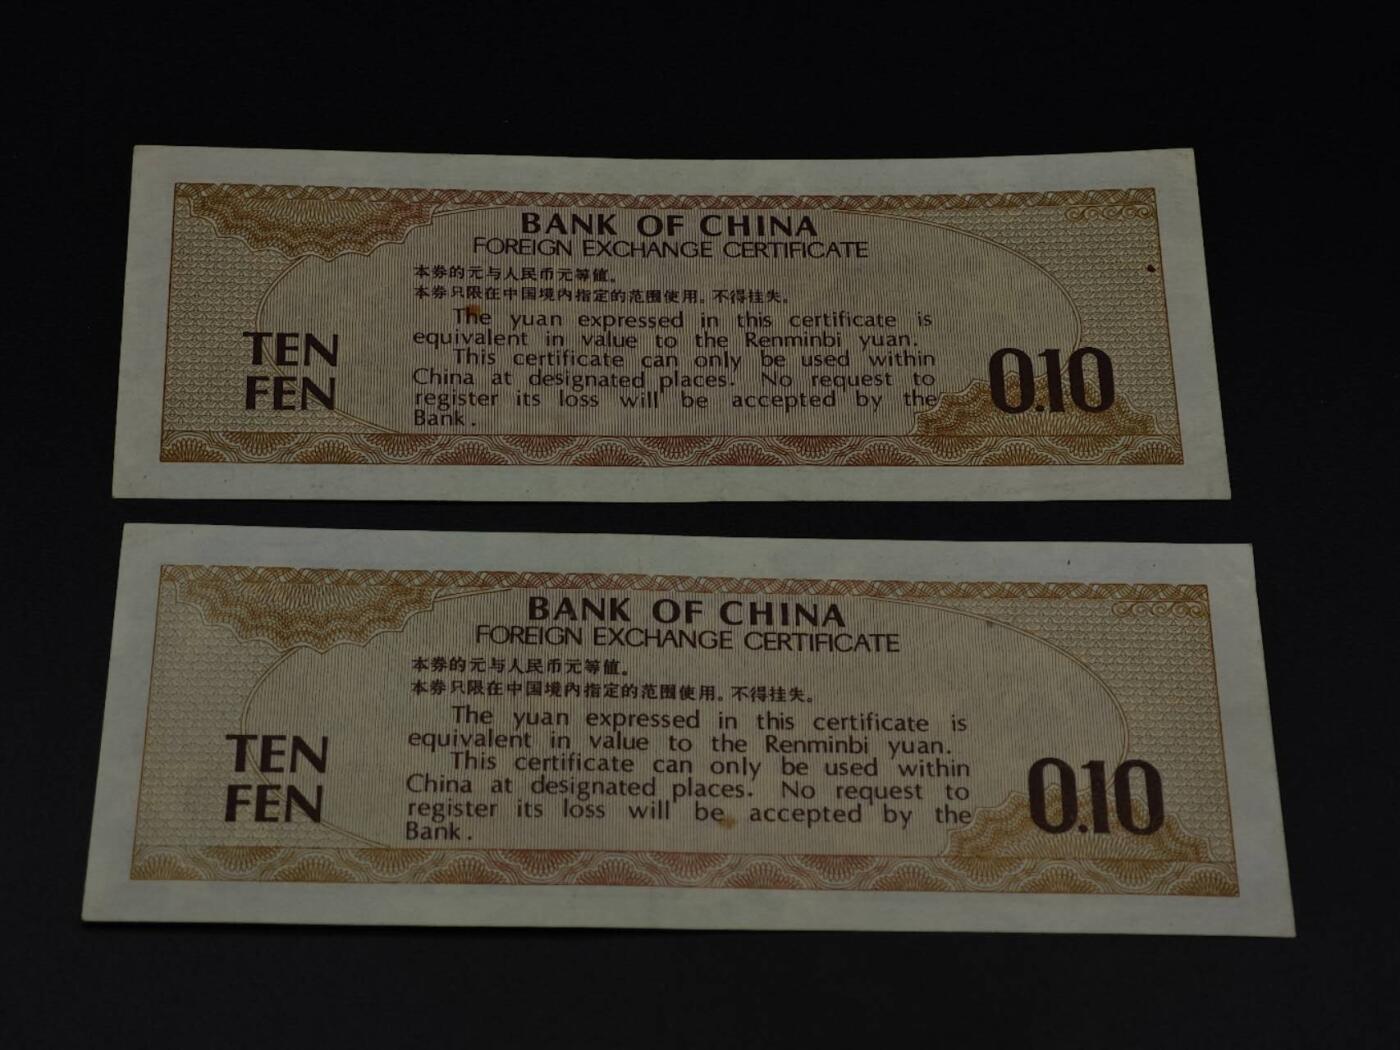 BANK OF CHINA
FOREIGN EXCHANGE CERTIFICATE
本券的元与人民币元等值。
本券只限在中国境内指定的范围使用。不得挂失。
The yuan expressed in this certificate is
equivalent in value to the Renminbi yuan.
This certificate can only be used within
China at designated places. No request to
register its loss will be accepted by the
Bank.
TEN
FEN
0.10
BANK OF CHINA
FOREIGN EXCHANGE CERTIFICATE
本券的元与人民币元等值。
本券只限在中国境内指定的范围使用。不得挂失。
The yuan expressed in this certificate is
equivalent in value to the Renminbi yuan.
This certificate can only be used within
China at designated places. No request to
register its loss will be accepted by the
Bank.
TEN
FEN
0.10